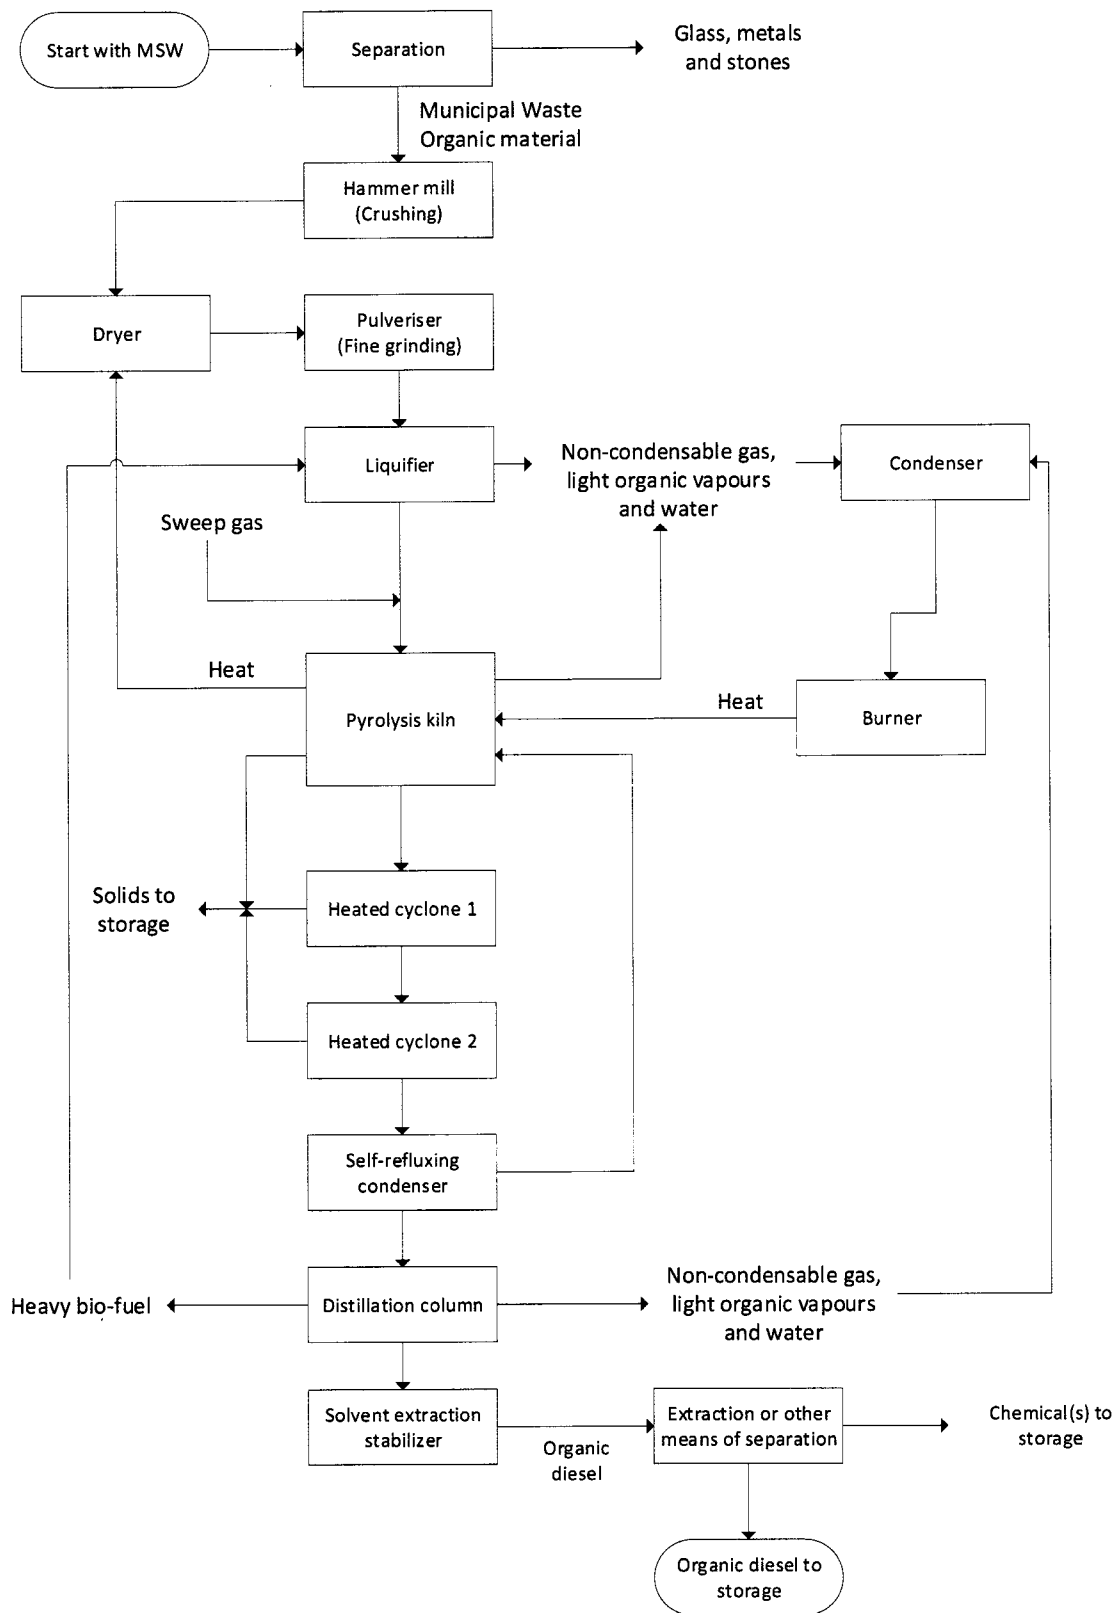 Start with MSW
Separation
Glass, metals
and stones
Municipal Waste
Organic material
Hammer mill
(Crushing)
Dryer
Pulveriser
(Fine grinding)
Liquifier
Non-condensable gas,
light organic vapours
and water
Condenser
Sweep gas
Heat
Pyrolysis kiln
Heat
Burner
Solids to
storage
Heated cyclone 1
Heated cyclone 2
Self-refluxing
condenser
Heavy bio-fuel
Distillation column
Non-condensable gas,
light organic vapours
and water
Solvent extraction
stabilizer
Organic
diesel
Extraction or other
means of separation
Chemical(s) to
storage
Organic diesel to
storage